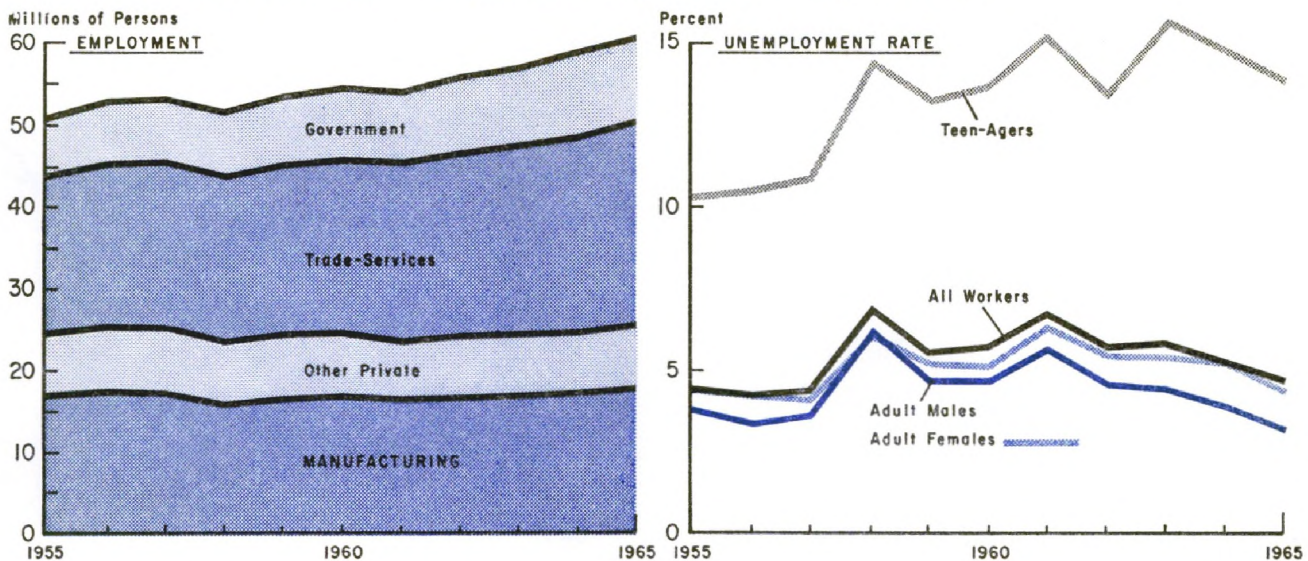 Millions of Persons
60
EMPLOYMENT
50
Government
40
Trade-Services
30
20
Other Private
10
MANUFACTURING
0
1955
1960
1965
Percent
15
UNEMPLOYMENT RATE
Teen-Agers
10
All Workers
5
Adult Males
Adult Females
0
1955
1960
1965